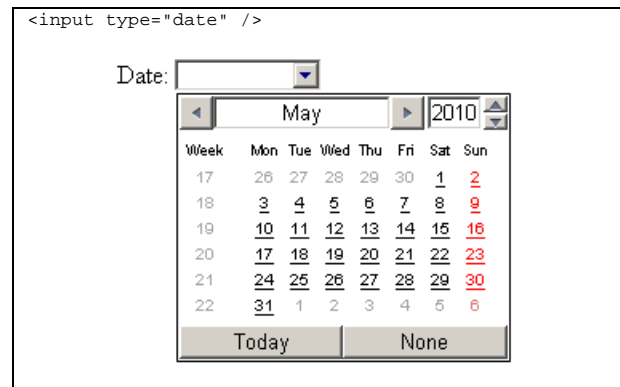 <input type="date" />
Date:
May 2010
Week Mon Tue Wed Thu Fri Sat Sun
17 26 27 28 29 30 1 2
18 3 4 5 6 7 8 9
19 10 11 12 13 14 15 16
20 17 18 19 20 21 22 23
21 24 25 26 27 28 29 30
22 31 1 2 3 4 5 6
Today None